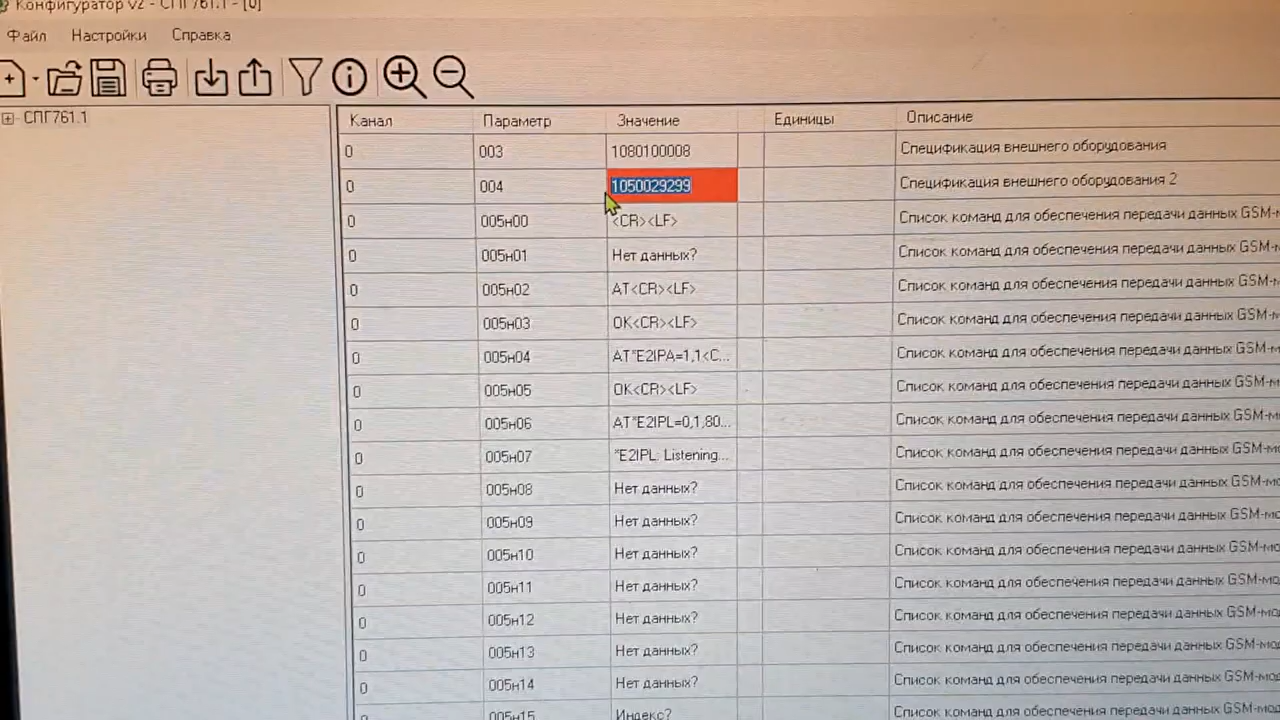 Конфигуратор v2 - СПГ761.1 - [0]
Файл Настройки Справка
СПГ761.1
Канал Параметр Значение Единицы Описание
0 003 1080100008 Спецификация внешнего оборудования
0 004 1050029299 Спецификация внешнего оборудования 2
0 005н00 <CR><LF> Список команд для обеспечения передачи данных GSM-м
0 005н01 Нет данных? Список команд для обеспечения передачи данных GSM-м
0 005н02 AT<CR><LF> Список команд для обеспечения передачи данных GSM-м
0 005н03 OK<CR><LF> Список команд для обеспечения передачи данных GSM-м
0 005н04 AT*E2IPA=1,1<C... Список команд для обеспечения передачи данных GSM-м
0 005н05 OK<CR><LF> Список команд для обеспечения передачи данных GSM-м
0 005н06 AT*E2IPL=0,1,80... Список команд для обеспечения передачи данных GSM-м
0 005н07 *E2IPL: Listening... Список команд для обеспечения передачи данных GSM-мо
0 005н08 Нет данных? Список команд для обеспечения передачи данных GSM-мо
0 005н09 Нет данных? Список команд для обеспечения передачи данных GSM-мо
0 005н10 Нет данных? Список команд для обеспечения передачи данных GSM-мо
0 005н11 Нет данных? Список команд для обеспечения передачи данных GSM-мо
0 005н12 Нет данных? Список команд для обеспечения передачи данных GSM-мо
0 005н13 Нет данных? Список команд для обеспечения передачи данных GSM-мо
0 005н14 Нет данных? Список команд для обеспечения передачи данных GSM-мод
0 005н15 Индекс? Список команд для обеспечения передачи данных GSM-мод